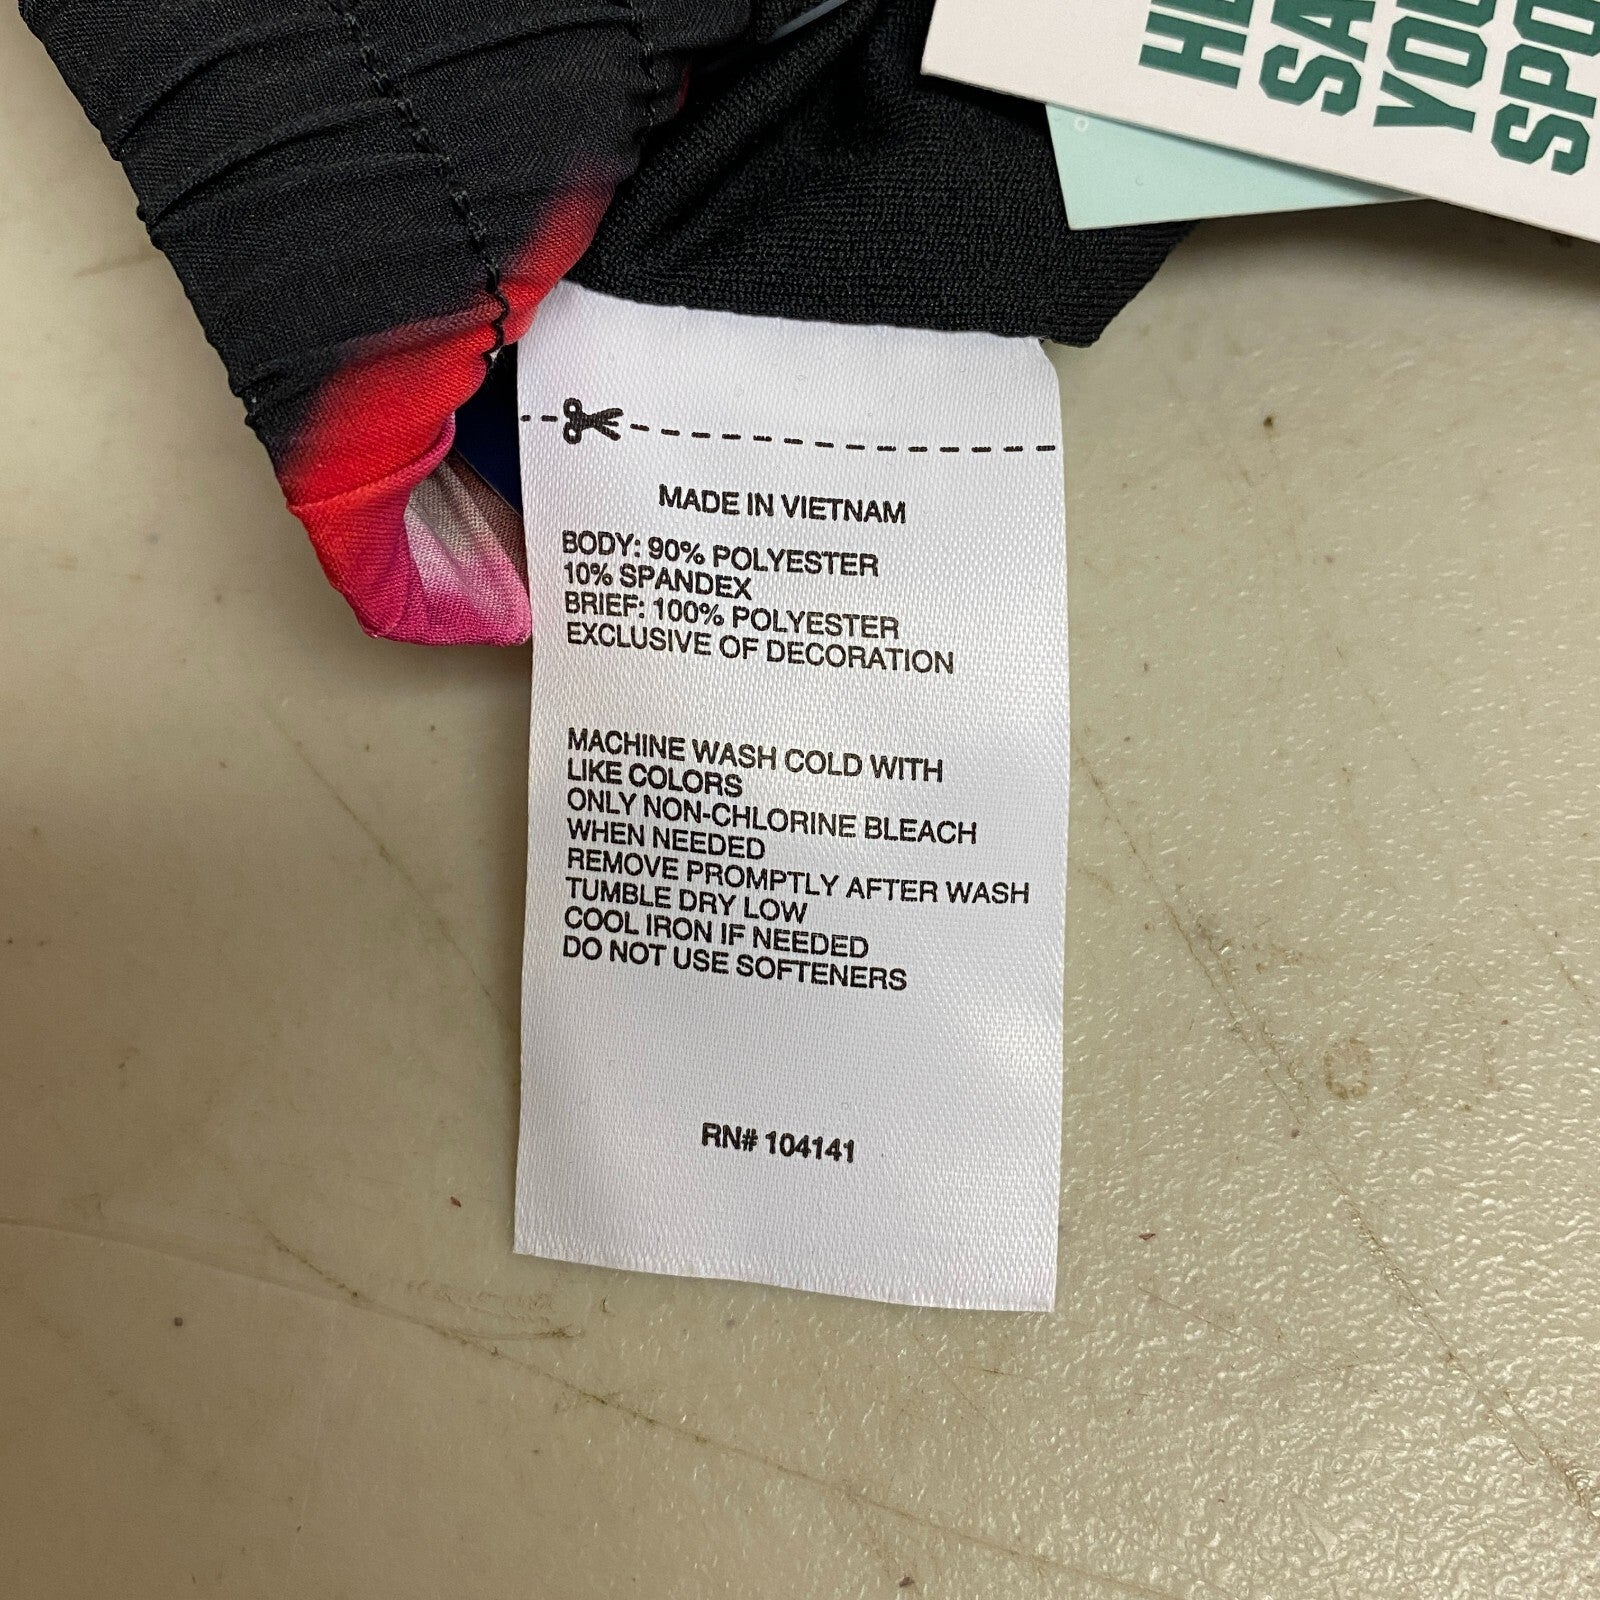 MADE IN VIETNAM
BODY: 90% POLYESTER
10% SPANDEX
BRIEF: 100% POLYESTER
EXCLUSIVE OF DECORATION
MACHINE WASH COLD WITH
LIKE COLORS
ONLY NON-CHLORINE BLEACH
WHEN NEEDED
REMOVE PROMPTLY AFTER WASH
TUMBLE DRY LOW
COOL IRON IF NEEDED
DO NOT USE SOFTENERS
RN# 104141